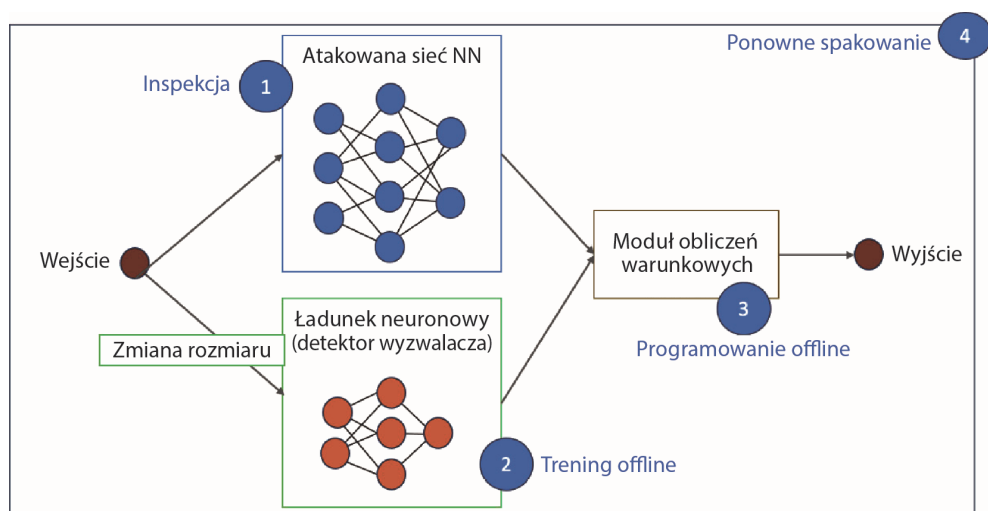 Ponowne spakowanie
4
Atakowana sieć NN
Inspekcja
1
Wejście
Moduł obliczeń
warunkowych
Wyjście
3
Programowanie offline
Zmiana rozmiaru
Ładunek neuronowy
(detektor wyzwalacza)
2
Trening offline